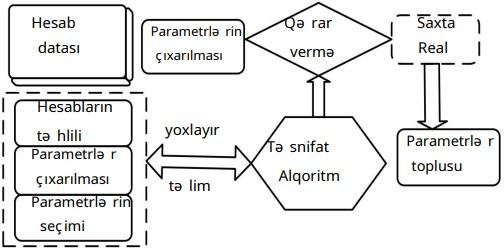 Hesab
datası
Parametrlə rin
çıxarılması
Qə rar
vermə
Saxta
Real
Hesabların
tə hlili
Parametrlə r
çıxarılması
Parametrlə rin
seçimi
yoxlayır
tə lim
Tə snifat
Alqoritm
Parametrlə r
toplusu